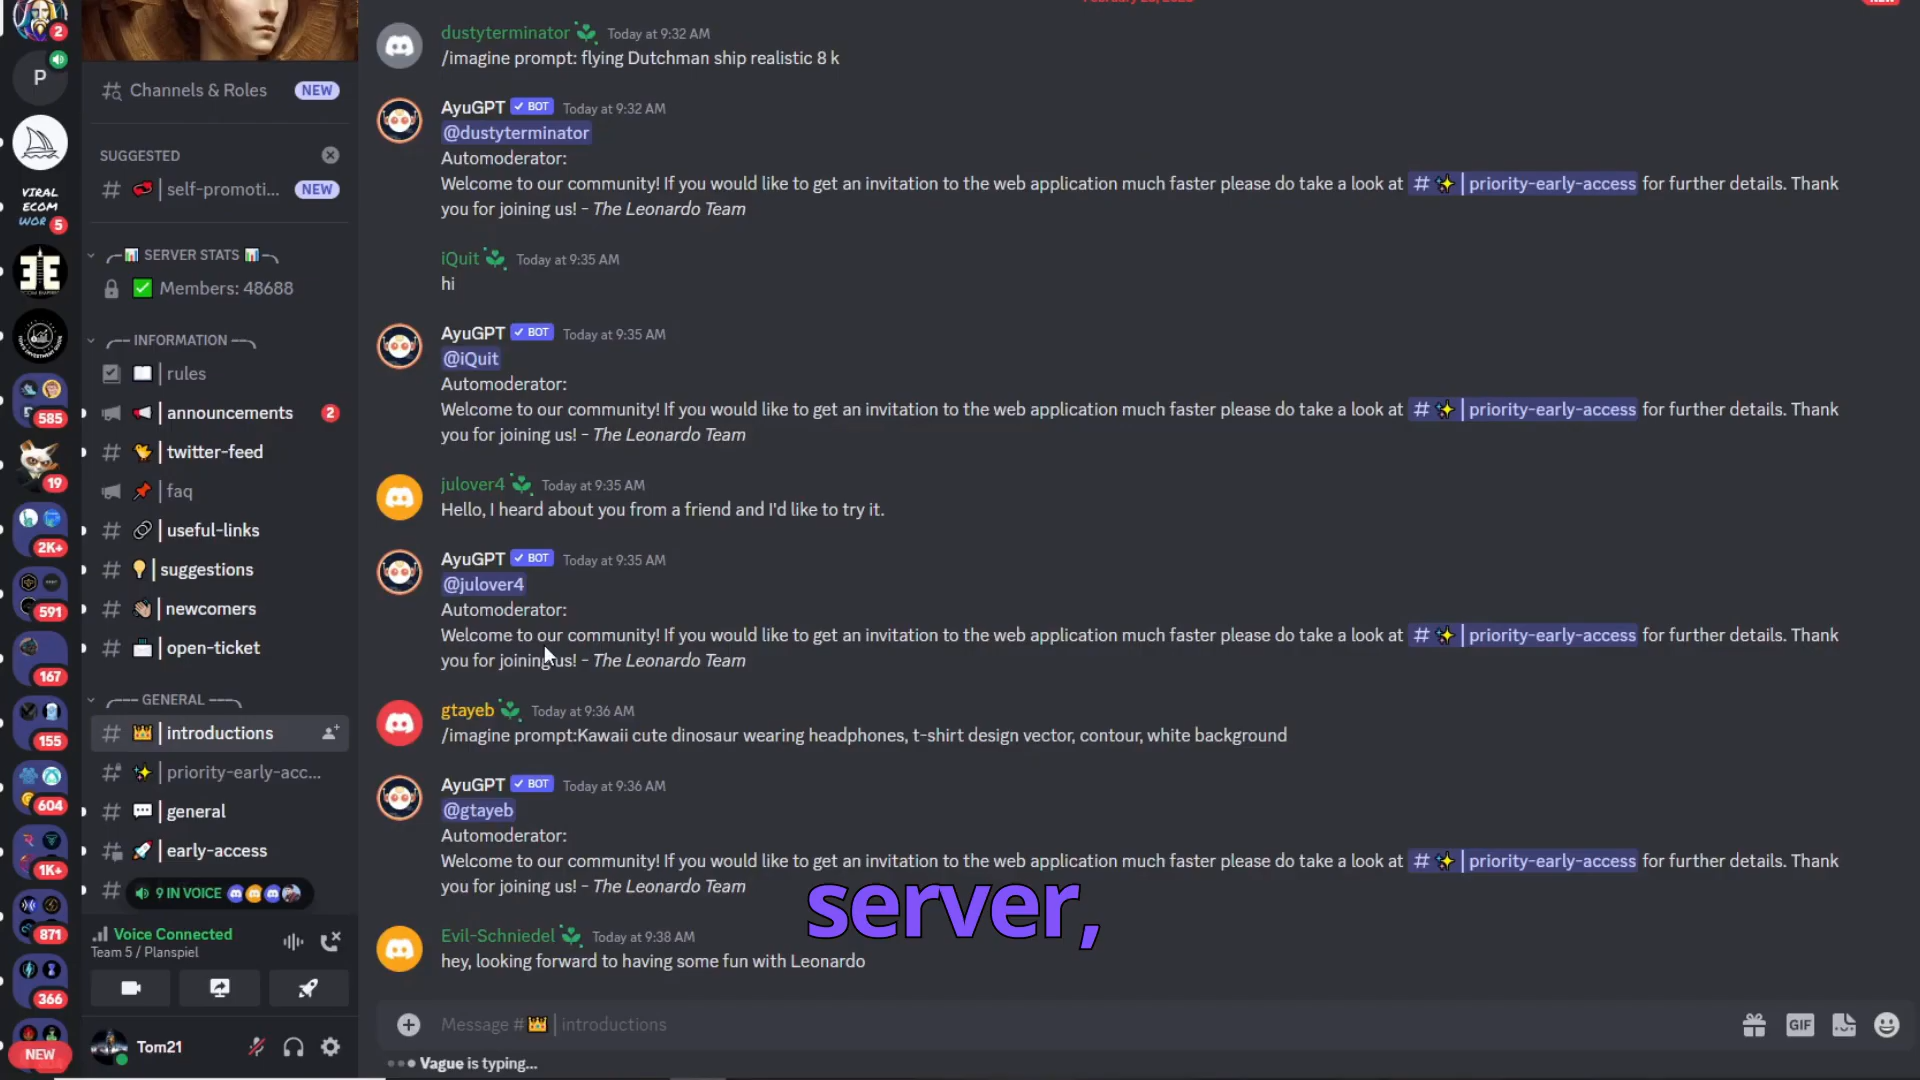 2
P
VIRAL
ECOM
WOR 5
585
19
2K+
591
167
155
604
1K+
871
366
NEW
Channels & Roles NEW
SUGGESTED
self-promoti... NEW
SERVER STATS
Members: 48688
INFORMATION
rules
announcements 2
twitter-feed
faq
useful-links
suggestions
newcomers
open-ticket
GENERAL
introductions
priority-early-acc...
general
early-access
9 IN VOICE
Voice Connected
Team 5 / Planspiel
Tom21
NEW
dustyterminator Today at 9:32 AM
/imagine prompt: flying Dutchman ship realistic 8 k
AyuGPT BOT Today at 9:32 AM
@dustyterminator
Automoderator:
Welcome to our community! If you would like to get an invitation to the web application much faster please do take a look at # | priority-early-access for further details. Thank
you for joining us! - The Leonardo Team
iQuit Today at 9:35 AM
hi
AyuGPT BOT Today at 9:35 AM
@iQuit
Automoderator:
Welcome to our community! If you would like to get an invitation to the web application much faster please do take a look at # | priority-early-access for further details. Thank
you for joining us! - The Leonardo Team
julover4 Today at 9:35 AM
Hello, I heard about you from a friend and I'd like to try it.
AyuGPT BOT Today at 9:35 AM
@julover4
Automoderator:
Welcome to our community! If you would like to get an invitation to the web application much faster please do take a look at # | priority-early-access for further details. Thank
you for joining us! - The Leonardo Team
gtayeb Today at 9:36 AM
/imagine prompt:Kawaii cute dinosaur wearing headphones, t-shirt design vector, contour, white background
AyuGPT BOT Today at 9:36 AM
@gtayeb
Automoderator:
Welcome to our community! If you would like to get an invitation to the web application much faster please do take a look at # | priority-early-access for further details. Thank
you for joining us! - The Leonardo Team
server,
Evil-Schniedel Today at 9:38 AM
hey, looking forward to having some fun with Leonardo
Message # | introductions
GIF
Vague is typing...